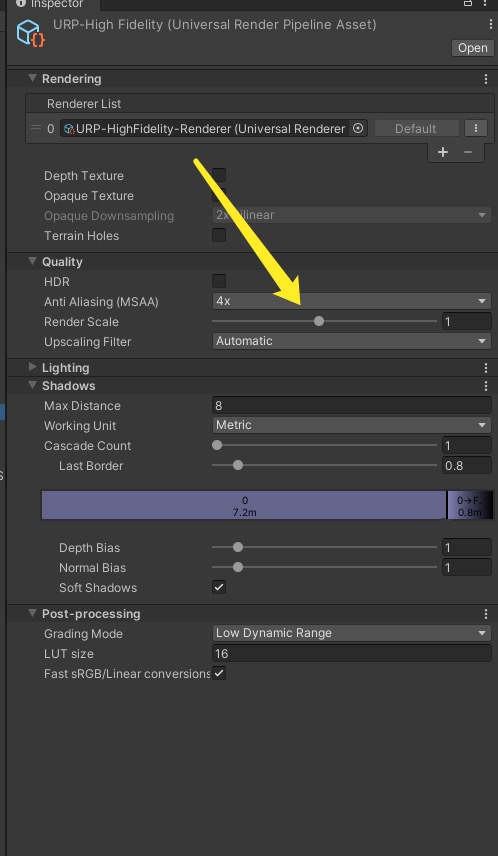 Inspector
URP-High Fidelity (Universal Render Pipeline Asset)
Open
Rendering
Renderer List
0 URP-HighFidelity-Renderer (Universal Renderer Default
Depth Texture
Opaque Texture
Opaque Downsampling
Terrain Holes
Quality
HDR
Anti Aliasing (MSAA) 4x
Render Scale 1
Upscaling Filter Automatic
Lighting
Shadows
Max Distance 8
Working Unit Metric
Cascade Count 1
Last Border 0.8
0 0→F.
7.2m 0.8m
Depth Bias 1
Normal Bias 1
Soft Shadows
Post-processing
Grading Mode Low Dynamic Range
LUT size 16
Fast sRGB/Linear conversions